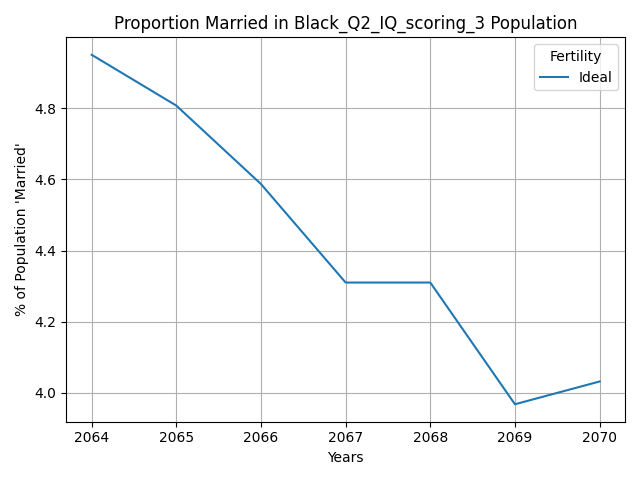 Proportion Married in Black_Q2_IQ_scoring_3 Population
Fertility
Ideal
% of Population 'Married'
4.8
4.6
4.4
4.2
4.0
2064 2065 2066 2067 2068 2069 2070
Years